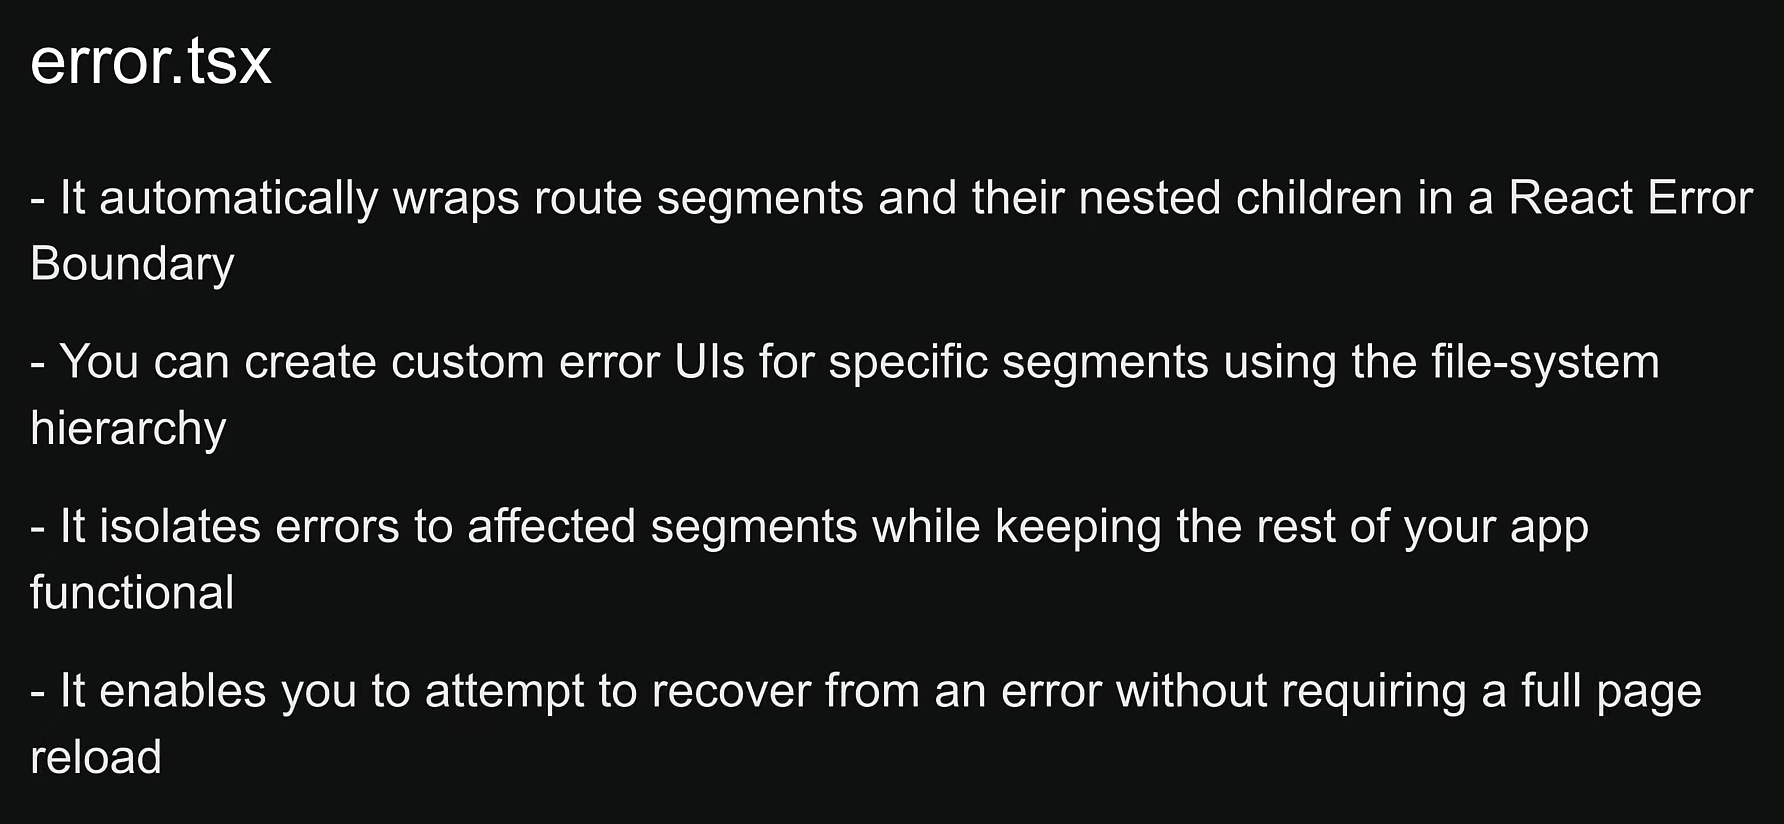 error.tsx
- It automatically wraps route segments and their nested children in a React Error
Boundary
- You can create custom error UIs for specific segments using the file-system
hierarchy
- It isolates errors to affected segments while keeping the rest of your app
functional
- It enables you to attempt to recover from an error without requiring a full page
reload